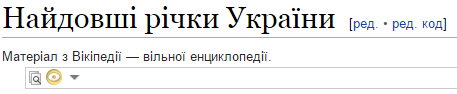 Найдовші річки України [ред. • ред. код]
Матеріал з Вікіпедії — вільної енциклопедії.